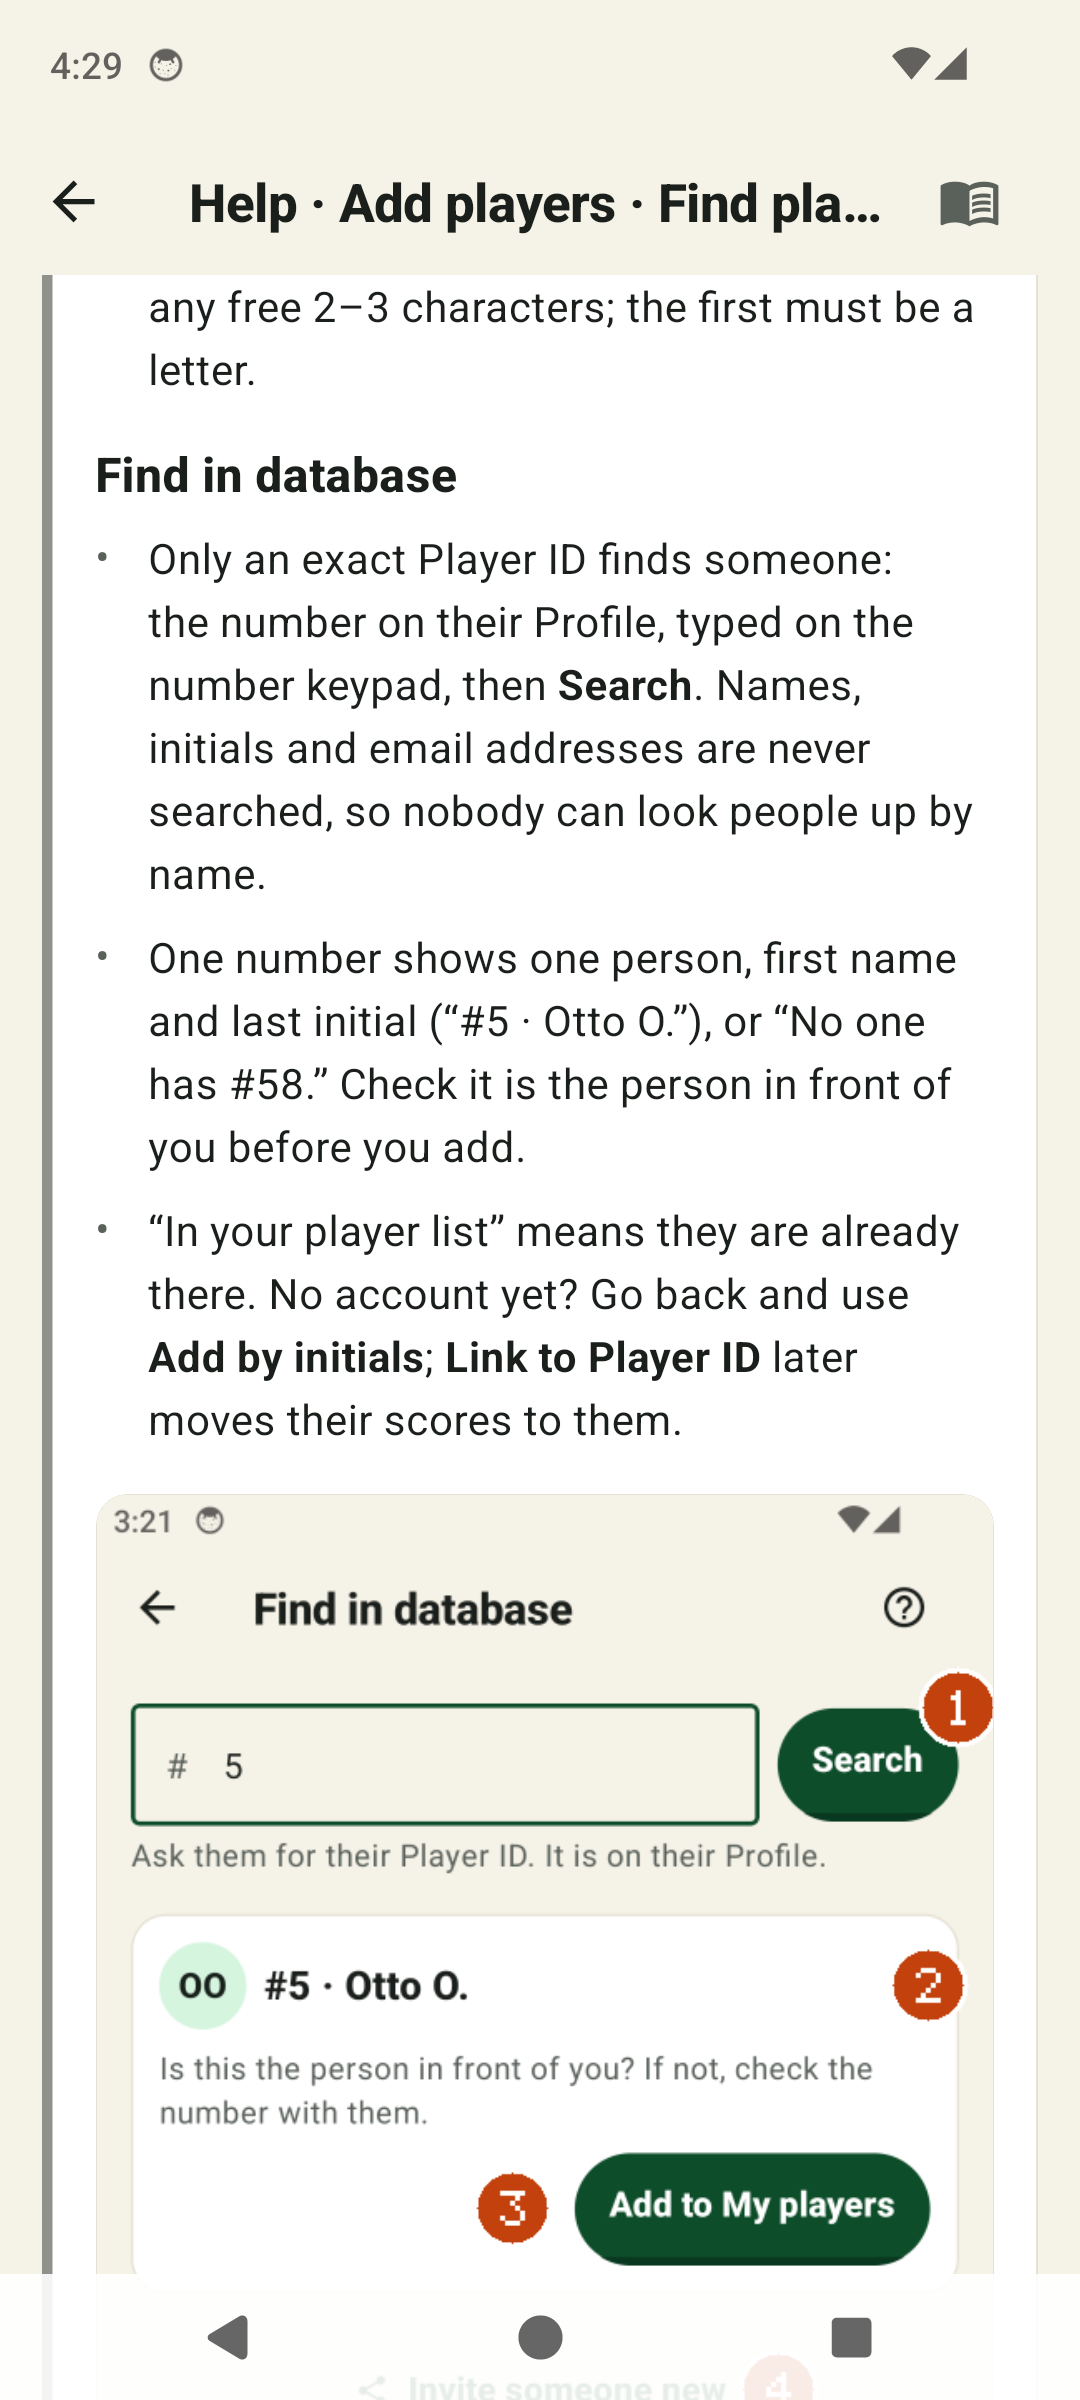 4:29
Help · Add players · Find pla...
any free 2–3 characters; the first must be a
letter.
Find in database
• Only an exact Player ID finds someone:
the number on their Profile, typed on the
number keypad, then Search. Names,
initials and email addresses are never
searched, so nobody can look people up by
name.
• One number shows one person, first name
and last initial (“#5 · Otto O.”), or “No one
has #58.” Check it is the person in front of
you before you add.
• “In your player list” means they are already
there. No account yet? Go back and use
Add by initials; Link to Player ID later
moves their scores to them.
3:21
Find in database
1
# 5
Search
Ask them for their Player ID. It is on their Profile.
OO #5 · Otto O.
2
Is this the person in front of you? If not, check the
number with them.
3 Add to My players
Invite someone new 4